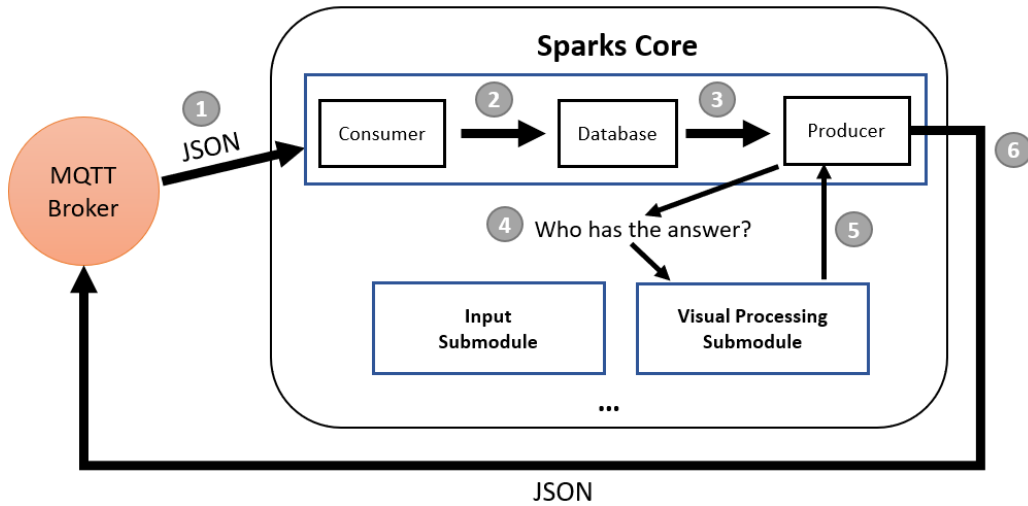 Sparks Core
1
2
3
JSON
Consumer
Database
Producer
6
MQTT
Broker
4
Who has the answer?
5
Input
Submodule
Visual Processing
Submodule
...
JSON